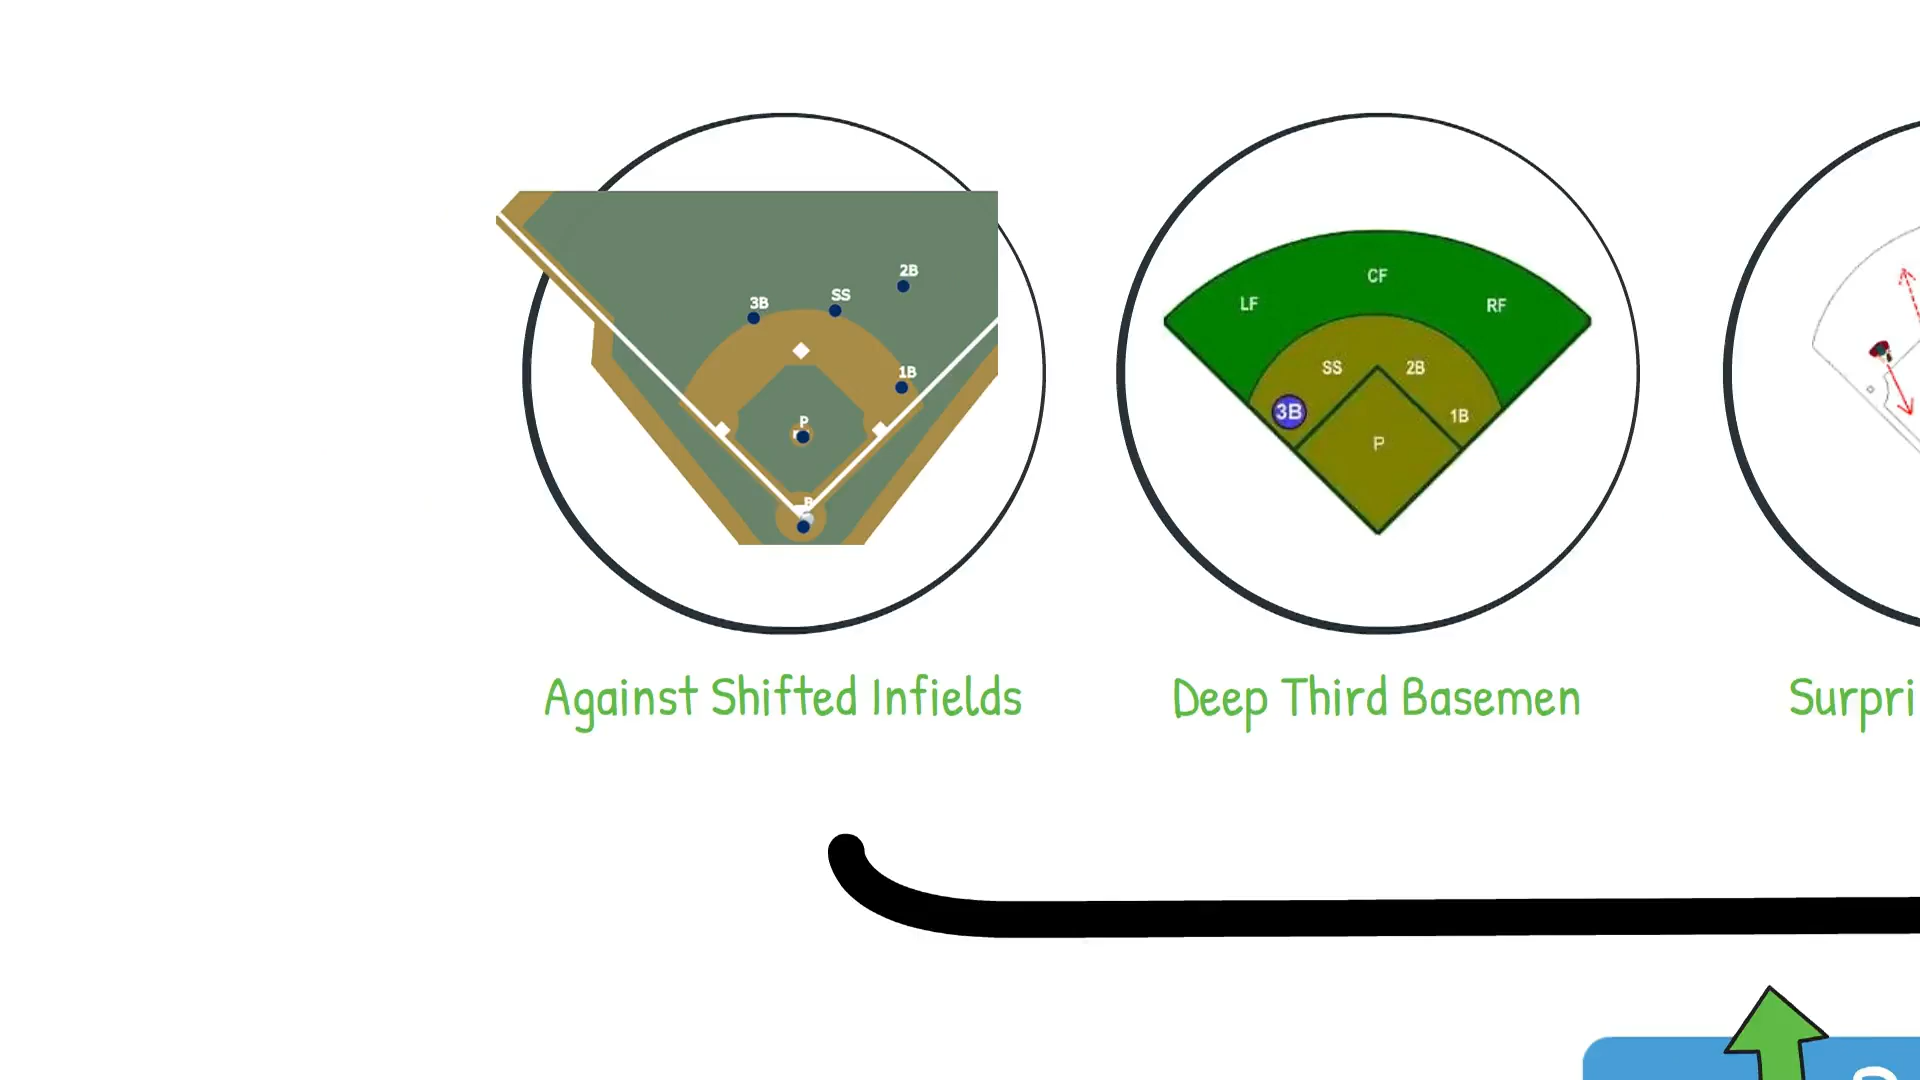 2B
SS
3B
1B
P
CF
LF
RF
SS
2B
3B
1B
P
Against Shifted Infields
Deep Third Basemen
Surpri